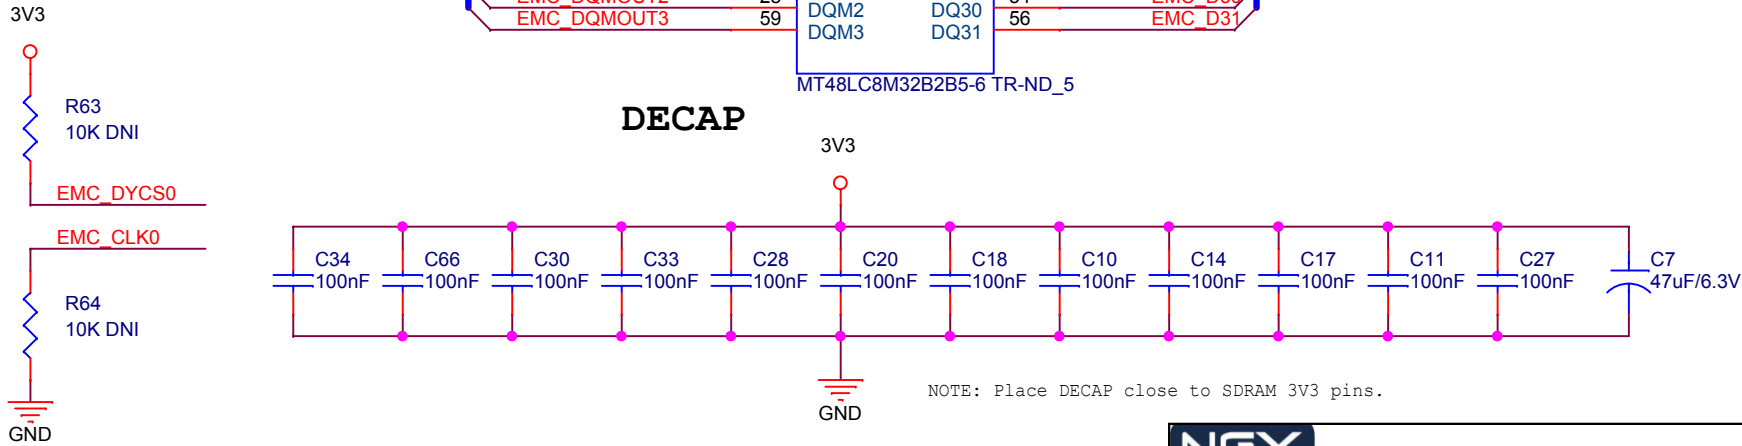 3V3
EMC_DQMOUT2
DQM2
DQ30
EMC_DQMOUT3
59
DQM3
DQ31
56
EMC_D31
MT48LC8M32B2B5-6 TR-ND_5
R63
10K DNI
DECAP
3V3
EMC_DYCS0
EMC_CLK0
C34
100nF
C66
100nF
C30
100nF
C33
100nF
C28
100nF
C20
100nF
C18
100nF
C10
100nF
C14
100nF
C17
100nF
C11
100nF
C27
100nF
C7
47uF/6.3V
R64
10K DNI
NOTE: Place DECAP close to SDRAM 3V3 pins.
GND
GND
NGX